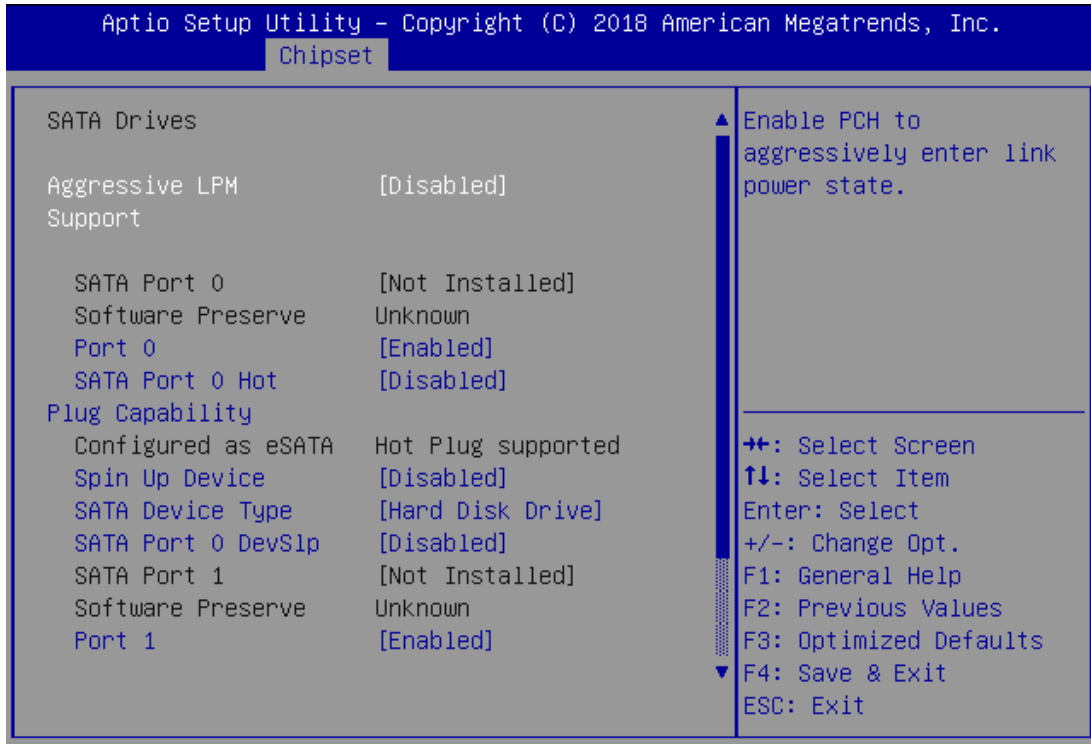 Aptio Setup Utility – Copyright (C) 2018 American Megatrends, Inc.
Chipset
SATA Drives
Aggressive LPM [Disabled]
Support
SATA Port 0 [Not Installed]
Software Preserve Unknown
Port 0 [Enabled]
SATA Port 0 Hot [Disabled]
Plug Capability
Configured as eSATA Hot Plug supported
Spin Up Device [Disabled]
SATA Device Type [Hard Disk Drive]
SATA Port 0 DevSlp [Disabled]
SATA Port 1 [Not Installed]
Software Preserve Unknown
Port 1 [Enabled]
Enable PCH to
aggressively enter link
power state.
→←: Select Screen
↑↓: Select Item
Enter: Select
+/-: Change Opt.
F1: General Help
F2: Previous Values
F3: Optimized Defaults
F4: Save & Exit
ESC: Exit